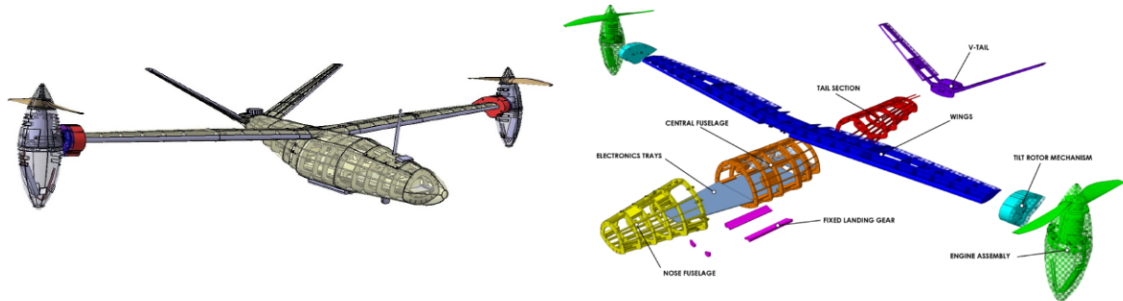 V-TAIL
TAIL SECTION
CENTRAL FUSELAGE
WINGS
ELECTRONICS TRAYS
TILT ROTOR MECHANISM
FIXED LANDING GEAR
ENGINE ASSEMBLY
NOSE FUSELAGE